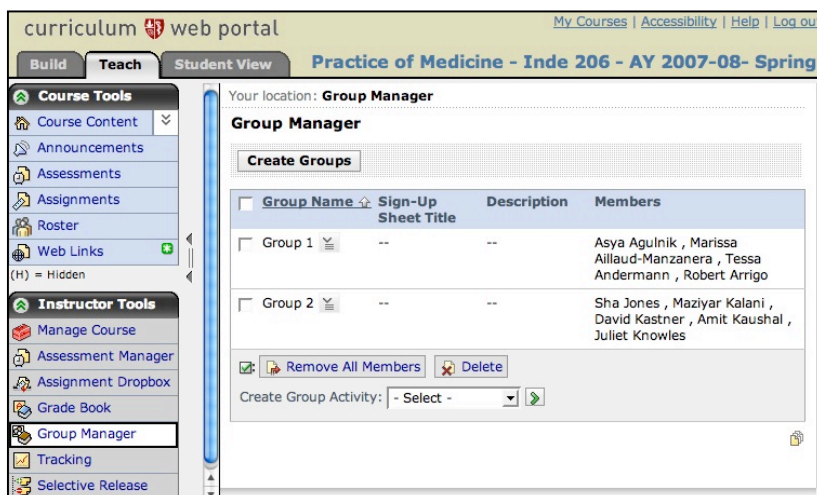 curriculum web portal
My Courses | Accessibility | Help | Log ou
Build Teach Student View
Practice of Medicine - Inde 206 - AY 2007-08- Spring
Course Tools
Course Content
Announcements
Assessments
Assignments
Roster
Web Links
(H) = Hidden
Instructor Tools
Manage Course
Assessment Manager
Assignment Dropbox
Grade Book
Group Manager
Tracking
Selective Release
Your location: Group Manager
Group Manager
Create Groups
Group Name Sign-Up Sheet Title Description Members
Group 1 -- -- Asya Agulnik , Marissa
Aillaud-Manzanera , Tessa
Andermann , Robert Arrigo
Group 2 -- -- Sha Jones , Maziyar Kalani ,
David Kastner , Amit Kaushal ,
Juliet Knowles
Remove All Members Delete
Create Group Activity: - Select -